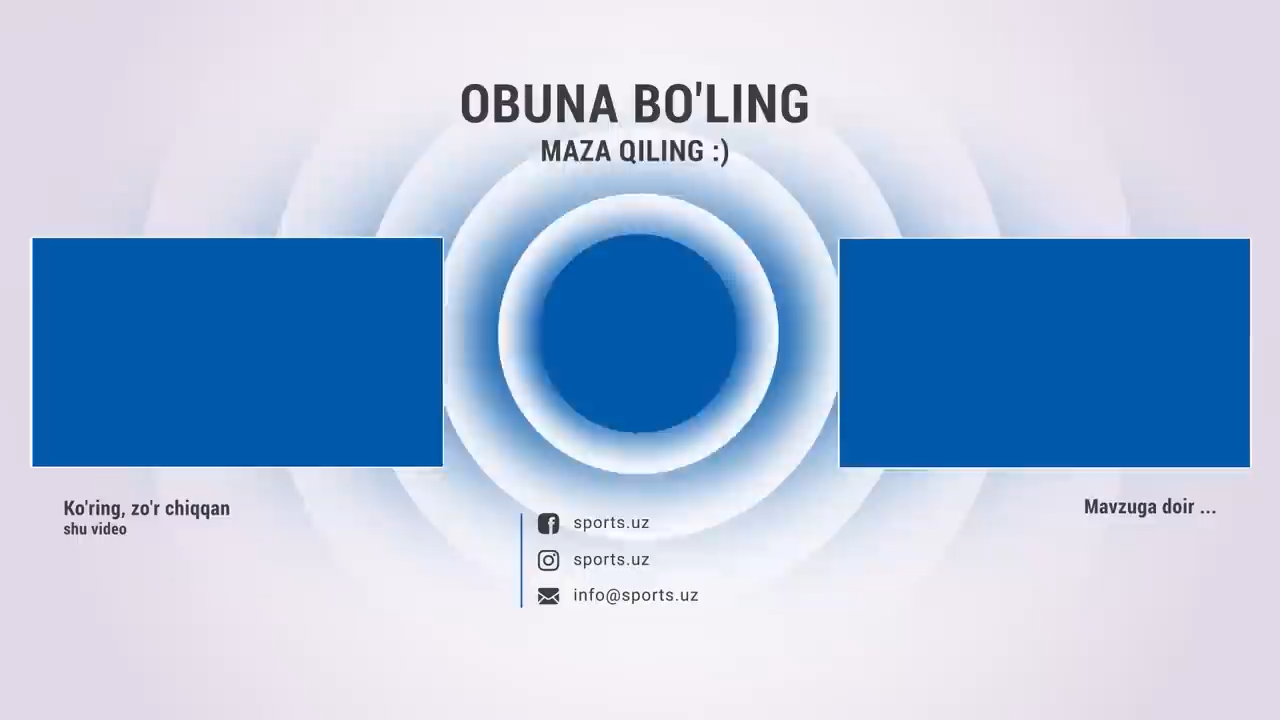 OBUNA BO'LING
MAZA QILING :)
Ko'ring, zo'r chiqqan
shu video
Mavzuga doir ...
sports.uz
sports.uz
info@sports.uz